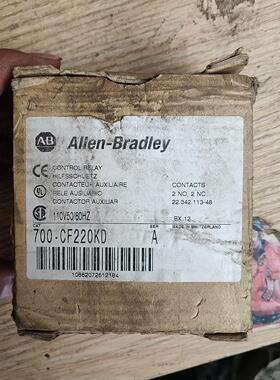 AB
Allen-Bradley
CONTROL RELAY
HILFSSCHUETZ
CONTACTEUR AUXILIAIRE
RELE AUSILIARIO
CONTACTOR AUXILIAR
CONTACTS
2 NO, 2 NC
22.342.113-48
110V50/60HZ
BX 12
CAT
SER
MADE IN SWITZERLAND
700-CF220KD
A
10662072612184